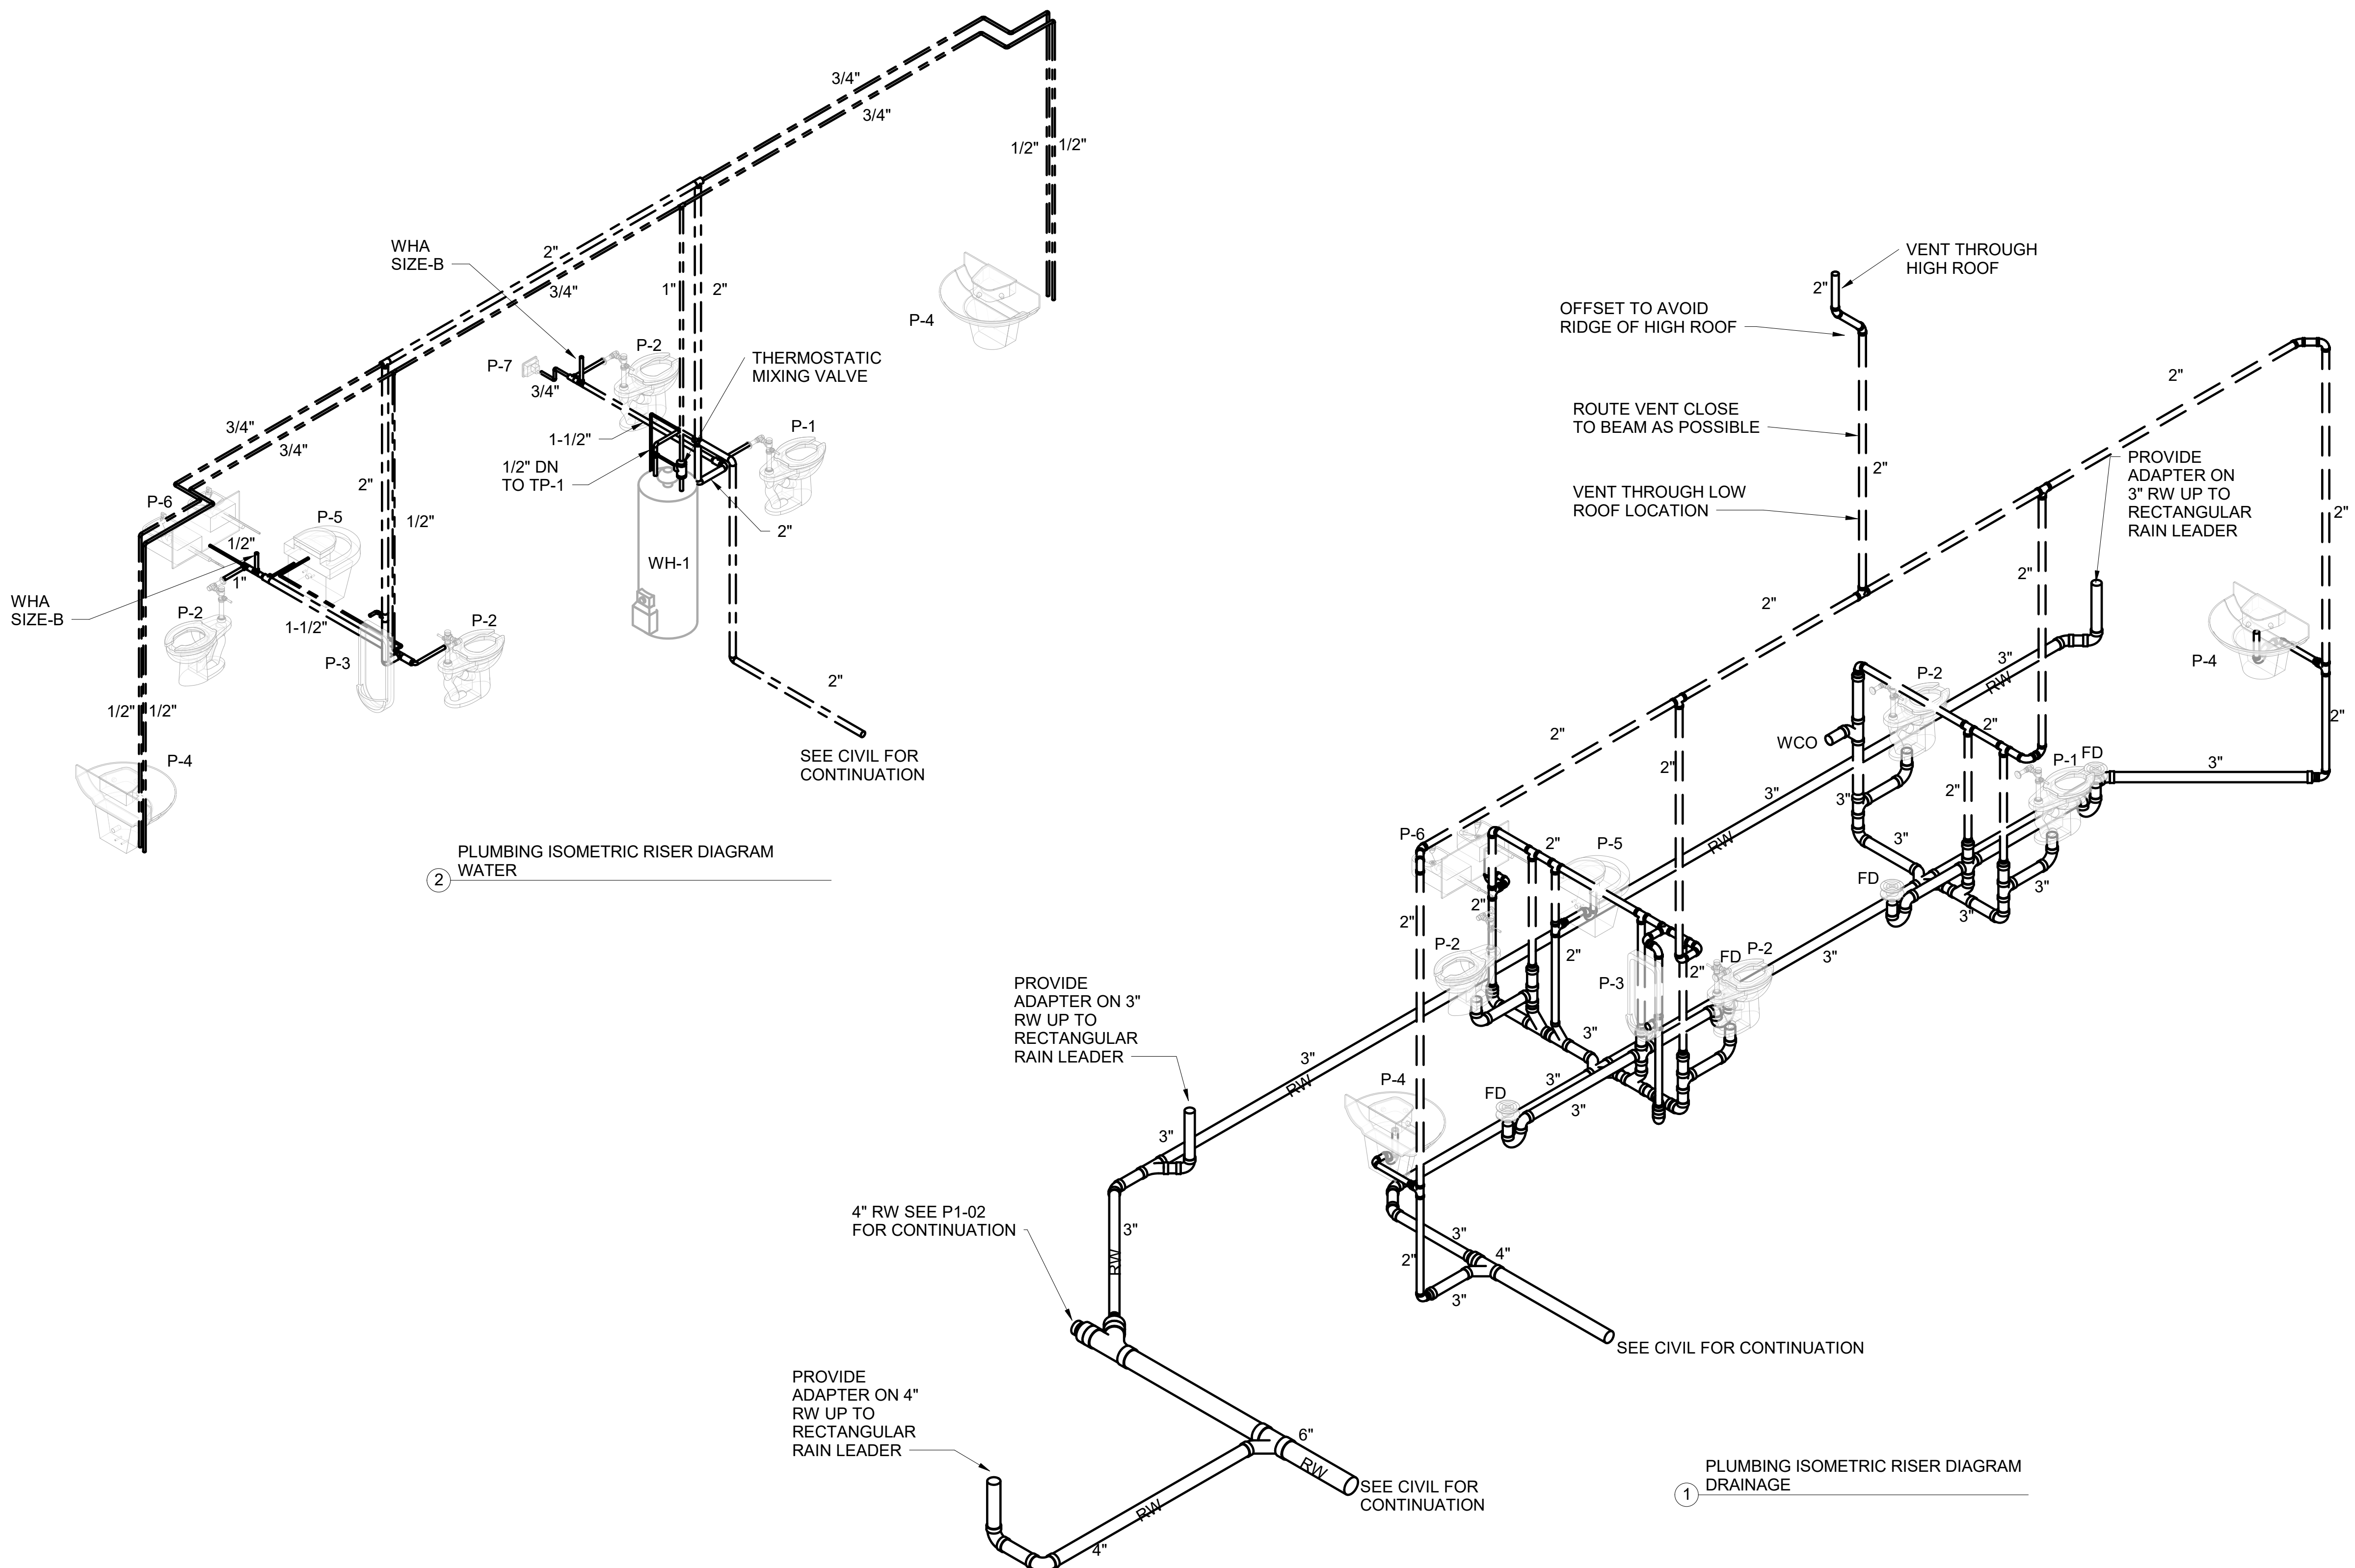 3/4"
3/4"
1/2"
1/2"
WHA
SIZE-B
2"
3/4"
1"
2"
P-4
P-7
3/4"
P-2
THERMOSTATIC
MIXING VALVE
1-1/2"
P-1
1/2" DN
TO TP-1
2"
WH-1
3/4"
3/4"
2"
1/2"
P-6
P-5
1/2"
1"
WHA
SIZE-B
P-2
1-1/2"
P-3
P-2
2"
1/2"
1/2"
P-4
SEE CIVIL FOR
CONTINUATION
2
PLUMBING ISOMETRIC RISER DIAGRAM
WATER
VENT THROUGH
HIGH ROOF
2"
OFFSET TO AVOID
RIDGE OF HIGH ROOF
ROUTE VENT CLOSE
TO BEAM AS POSSIBLE
2"
VENT THROUGH LOW
ROOF LOCATION
2"
PROVIDE
ADAPTER ON
3" RW UP TO
RECTANGULAR
RAIN LEADER
2"
2"
2"
P-4
3"
RW
P-2
2"
WCO
2"
2"
P-1
FD
3"
2"
3"
3"
RW
3"
2"
3"
FD
3"
3"
P-6
2"
P-5
2"
2"
2"
P-2
2"
P-3
FD
P-2
2"
3"
3"
PROVIDE
ADAPTER ON 3"
RW UP TO
RECTANGULAR
RAIN LEADER
3"
RW
P-4
FD
3"
3"
3"
4" RW SEE P1-02
FOR CONTINUATION
3"
RW
3"
4"
2"
3"
SEE CIVIL FOR CONTINUATION
PROVIDE
ADAPTER ON 4"
RW UP TO
RECTANGULAR
RAIN LEADER
6"
RW
SEE CIVIL FOR
CONTINUATION
RW
4"
1
PLUMBING ISOMETRIC RISER DIAGRAM
DRAINAGE